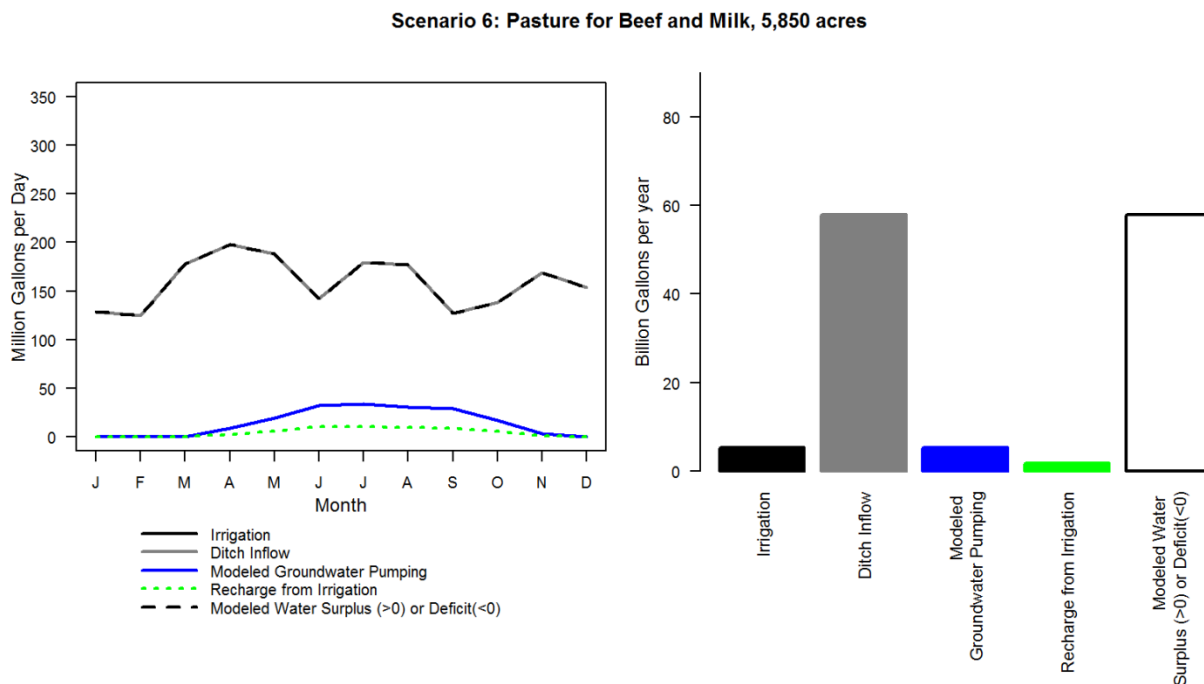 Scenario 6: Pasture for Beef and Milk, 5,850 acres
Million Gallons per Day
350
300
250
200
150
100
50
0
J F M A M J J A S O N D
Month
Irrigation
Ditch Inflow
Modeled Groundwater Pumping
Recharge from Irrigation
Modeled Water Surplus (>0) or Deficit(<0)
Billion Gallons per year
80
60
40
20
0
Irrigation
Ditch Inflow
Modeled
Groundwater Pumping
Recharge from Irrigation
Modeled Water
Surplus (>0) or Deficit(<0)